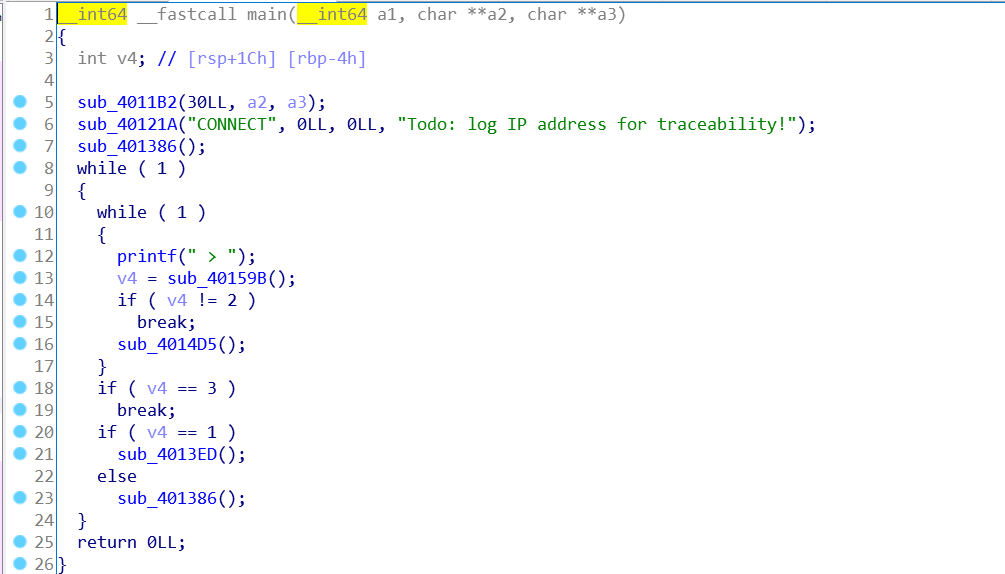 1 __int64 __fastcall main(__int64 a1, char **a2, char **a3)
2 {
3   int v4; // [rsp+1Ch] [rbp-4h]
4
5   sub_4011B2(30LL, a2, a3);
6   sub_40121A("CONNECT", 0LL, 0LL, "Todo: log IP address for traceability!");
7   sub_401386();
8   while ( 1 )
9   {
10     while ( 1 )
11     {
12       printf(" > ");
13       v4 = sub_40159B();
14       if ( v4 != 2 )
15         break;
16       sub_4014D5();
17     }
18     if ( v4 == 3 )
19       break;
20     if ( v4 == 1 )
21       sub_4013ED();
22     else
23       sub_401386();
24   }
25   return 0LL;
26 }